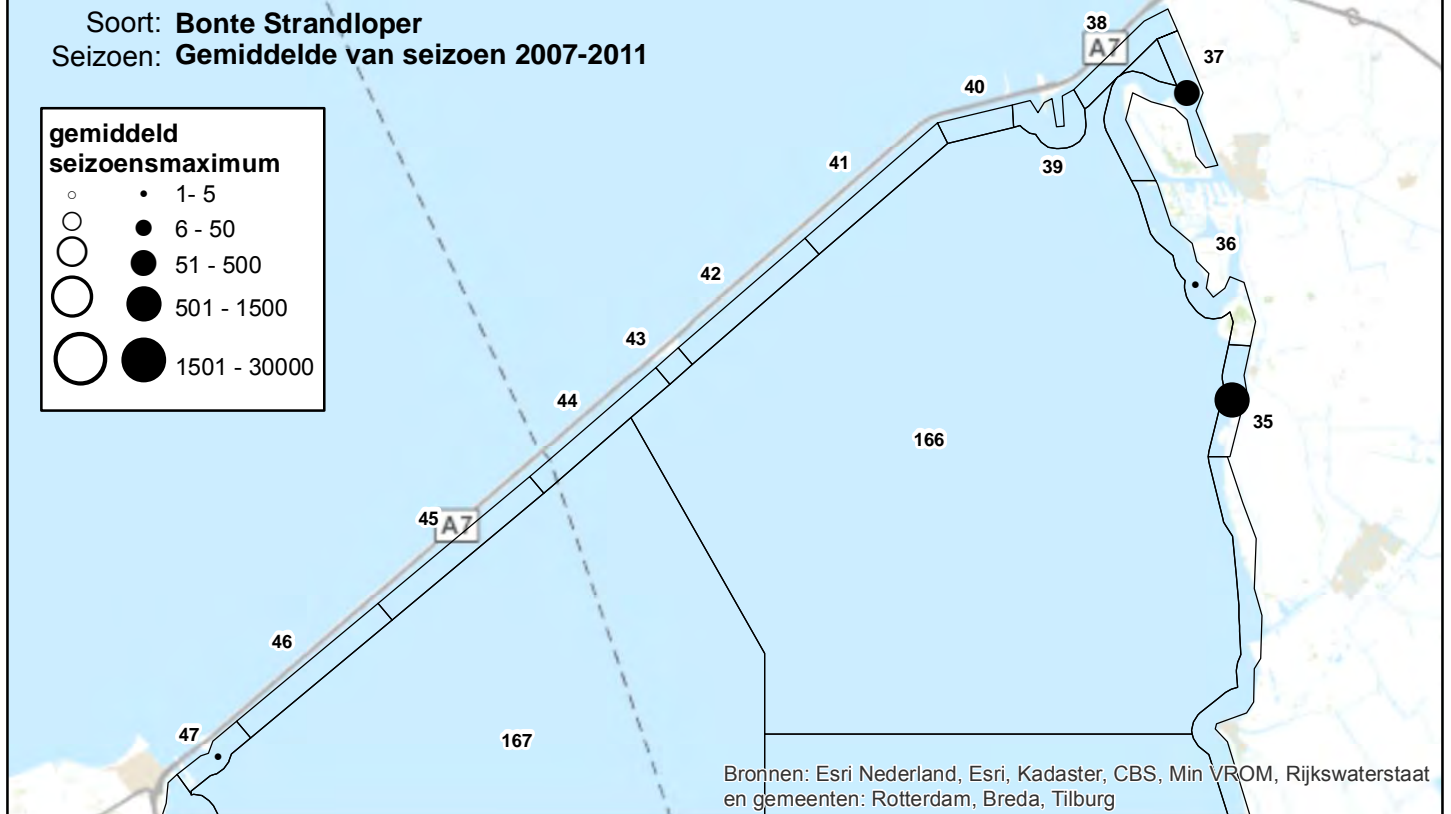 Soort: Bonte Strandloper
Seizoen: Gemiddelde van seizoen 2007-2011
gemiddeld
seizoensmaximum
1- 5
6 - 50
51 - 500
501 - 1500
1501 - 30000
38
A7
37
40
41
39
36
42
43
44
35
166
45
A7
46
47
167
Bronnen: Esri Nederland, Esri, Kadaster, CBS, Min VROM, Rijkswaterstaat
en gemeenten: Rotterdam, Breda, Tilburg